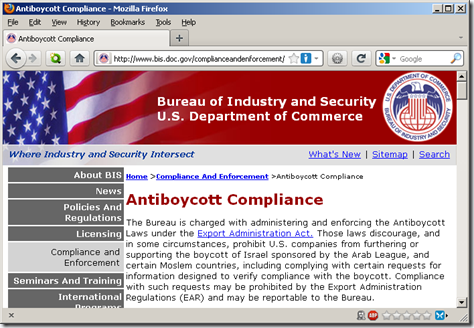 Antiboycott Compliance - Mozilla Firefox
File Edit View History Bookmarks Tools Help
Antiboycott Compliance
http://www.bis.doc.gov/complianceandenforcement/
Google
Bureau of Industry and Security
U.S. Department of Commerce
U.S. DEPARTMENT OF COMMERCE
BUREAU OF INDUSTRY AND SECURITY
Where Industry and Security Intersect
What's New | Sitemap | Search
About BIS
News
Policies And
Regulations
Licensing
Compliance and
Enforcement
Seminars And Training
International
Programs
Home >Compliance And Enforcement >Antiboycott Compliance
Antiboycott Compliance
The Bureau is charged with administering and enforcing the Antiboycott
Laws under the Export Administration Act. Those laws discourage, and
in some circumstances, prohibit U.S. companies from furthering or
supporting the boycott of Israel sponsored by the Arab League, and
certain Moslem countries, including complying with certain requests for
information designed to verify compliance with the boycott. Compliance
with such requests may be prohibited by the Export Administration
Regulations (EAR) and may be reportable to the Bureau.
ABP